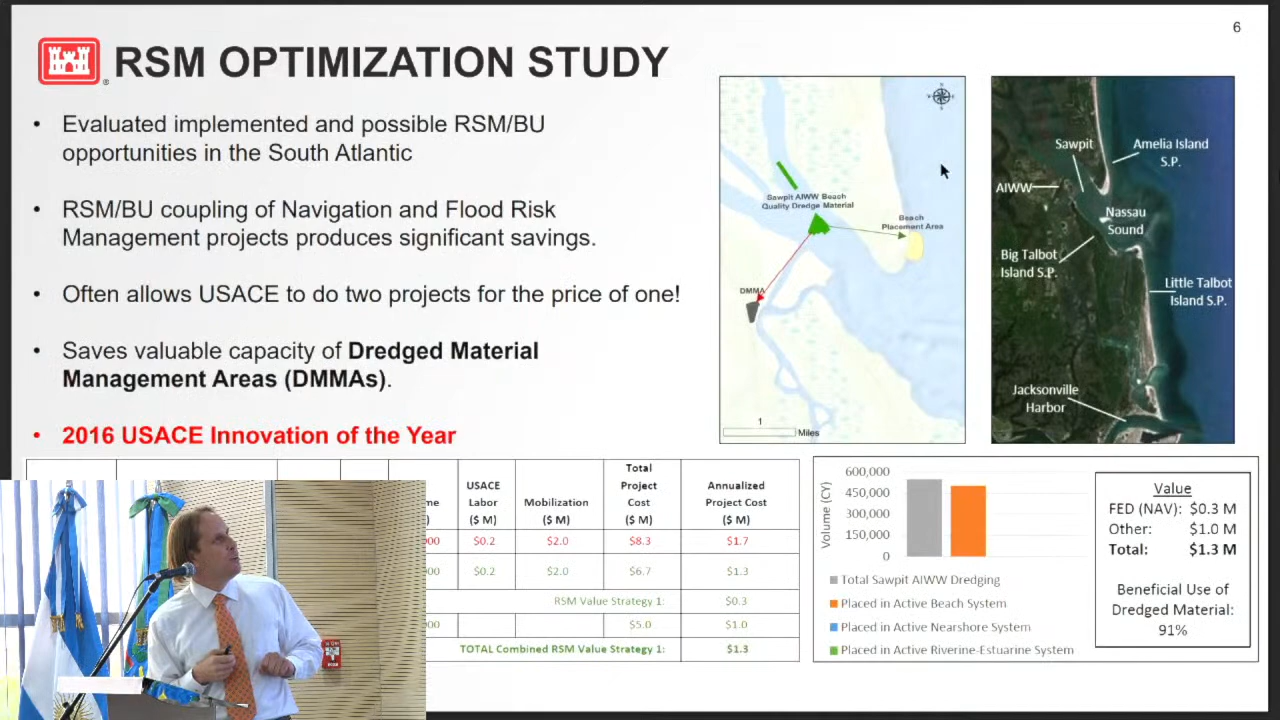 6
RSM OPTIMIZATION STUDY
• Evaluated implemented and possible RSM/BU
opportunities in the South Atlantic
• RSM/BU coupling of Navigation and Flood Risk
Management projects produces significant savings.
• Often allows USACE to do two projects for the price of one!
• Saves valuable capacity of Dredged Material
Management Areas (DMMAs).
• 2016 USACE Innovation of the Year
Sawpit AIWW Beach
Quality Dredge Material
Beach
Placement Area
DMMA
1
Miles
Sawpit
Amelia Island
S.P.
AIWW
Nassau
Sound
Big Talbot
Island S.P.
Little Talbot
Island S.P.
Jacksonville
Harbor
USACE
Labor
($ M)
Mobilization
($ M)
Total
Project
Cost
($ M)
Annualized
Project Cost
($ M)
00 $0.2 $2.0 $8.3 $1.7
00 $0.2 $2.0 $6.7 $1.3
RSM Value Strategy 1: $0.3
00 $5.0 $1.0
TOTAL Combined RSM Value Strategy 1: $1.3
Volume (CY)
600,000
450,000
300,000
150,000
0
Total Sawpit AIWW Dredging
Placed in Active Beach System
Placed in Active Nearshore System
Placed in Active Riverine-Estuarine System
Value
FED (NAV): $0.3 M
Other: $1.0 M
Total: $1.3 M
Beneficial Use of
Dredged Material:
91%